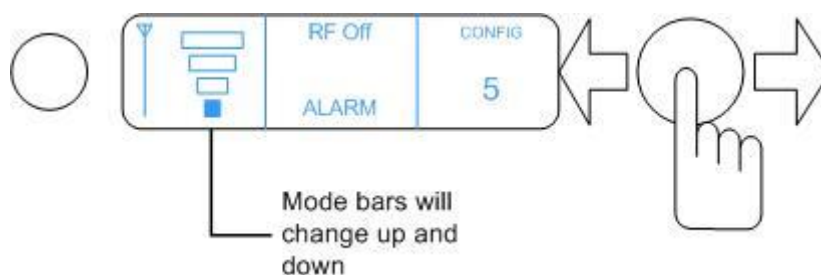 RF Off
ALARM
CONFIG
5
Mode bars will
change up and
down